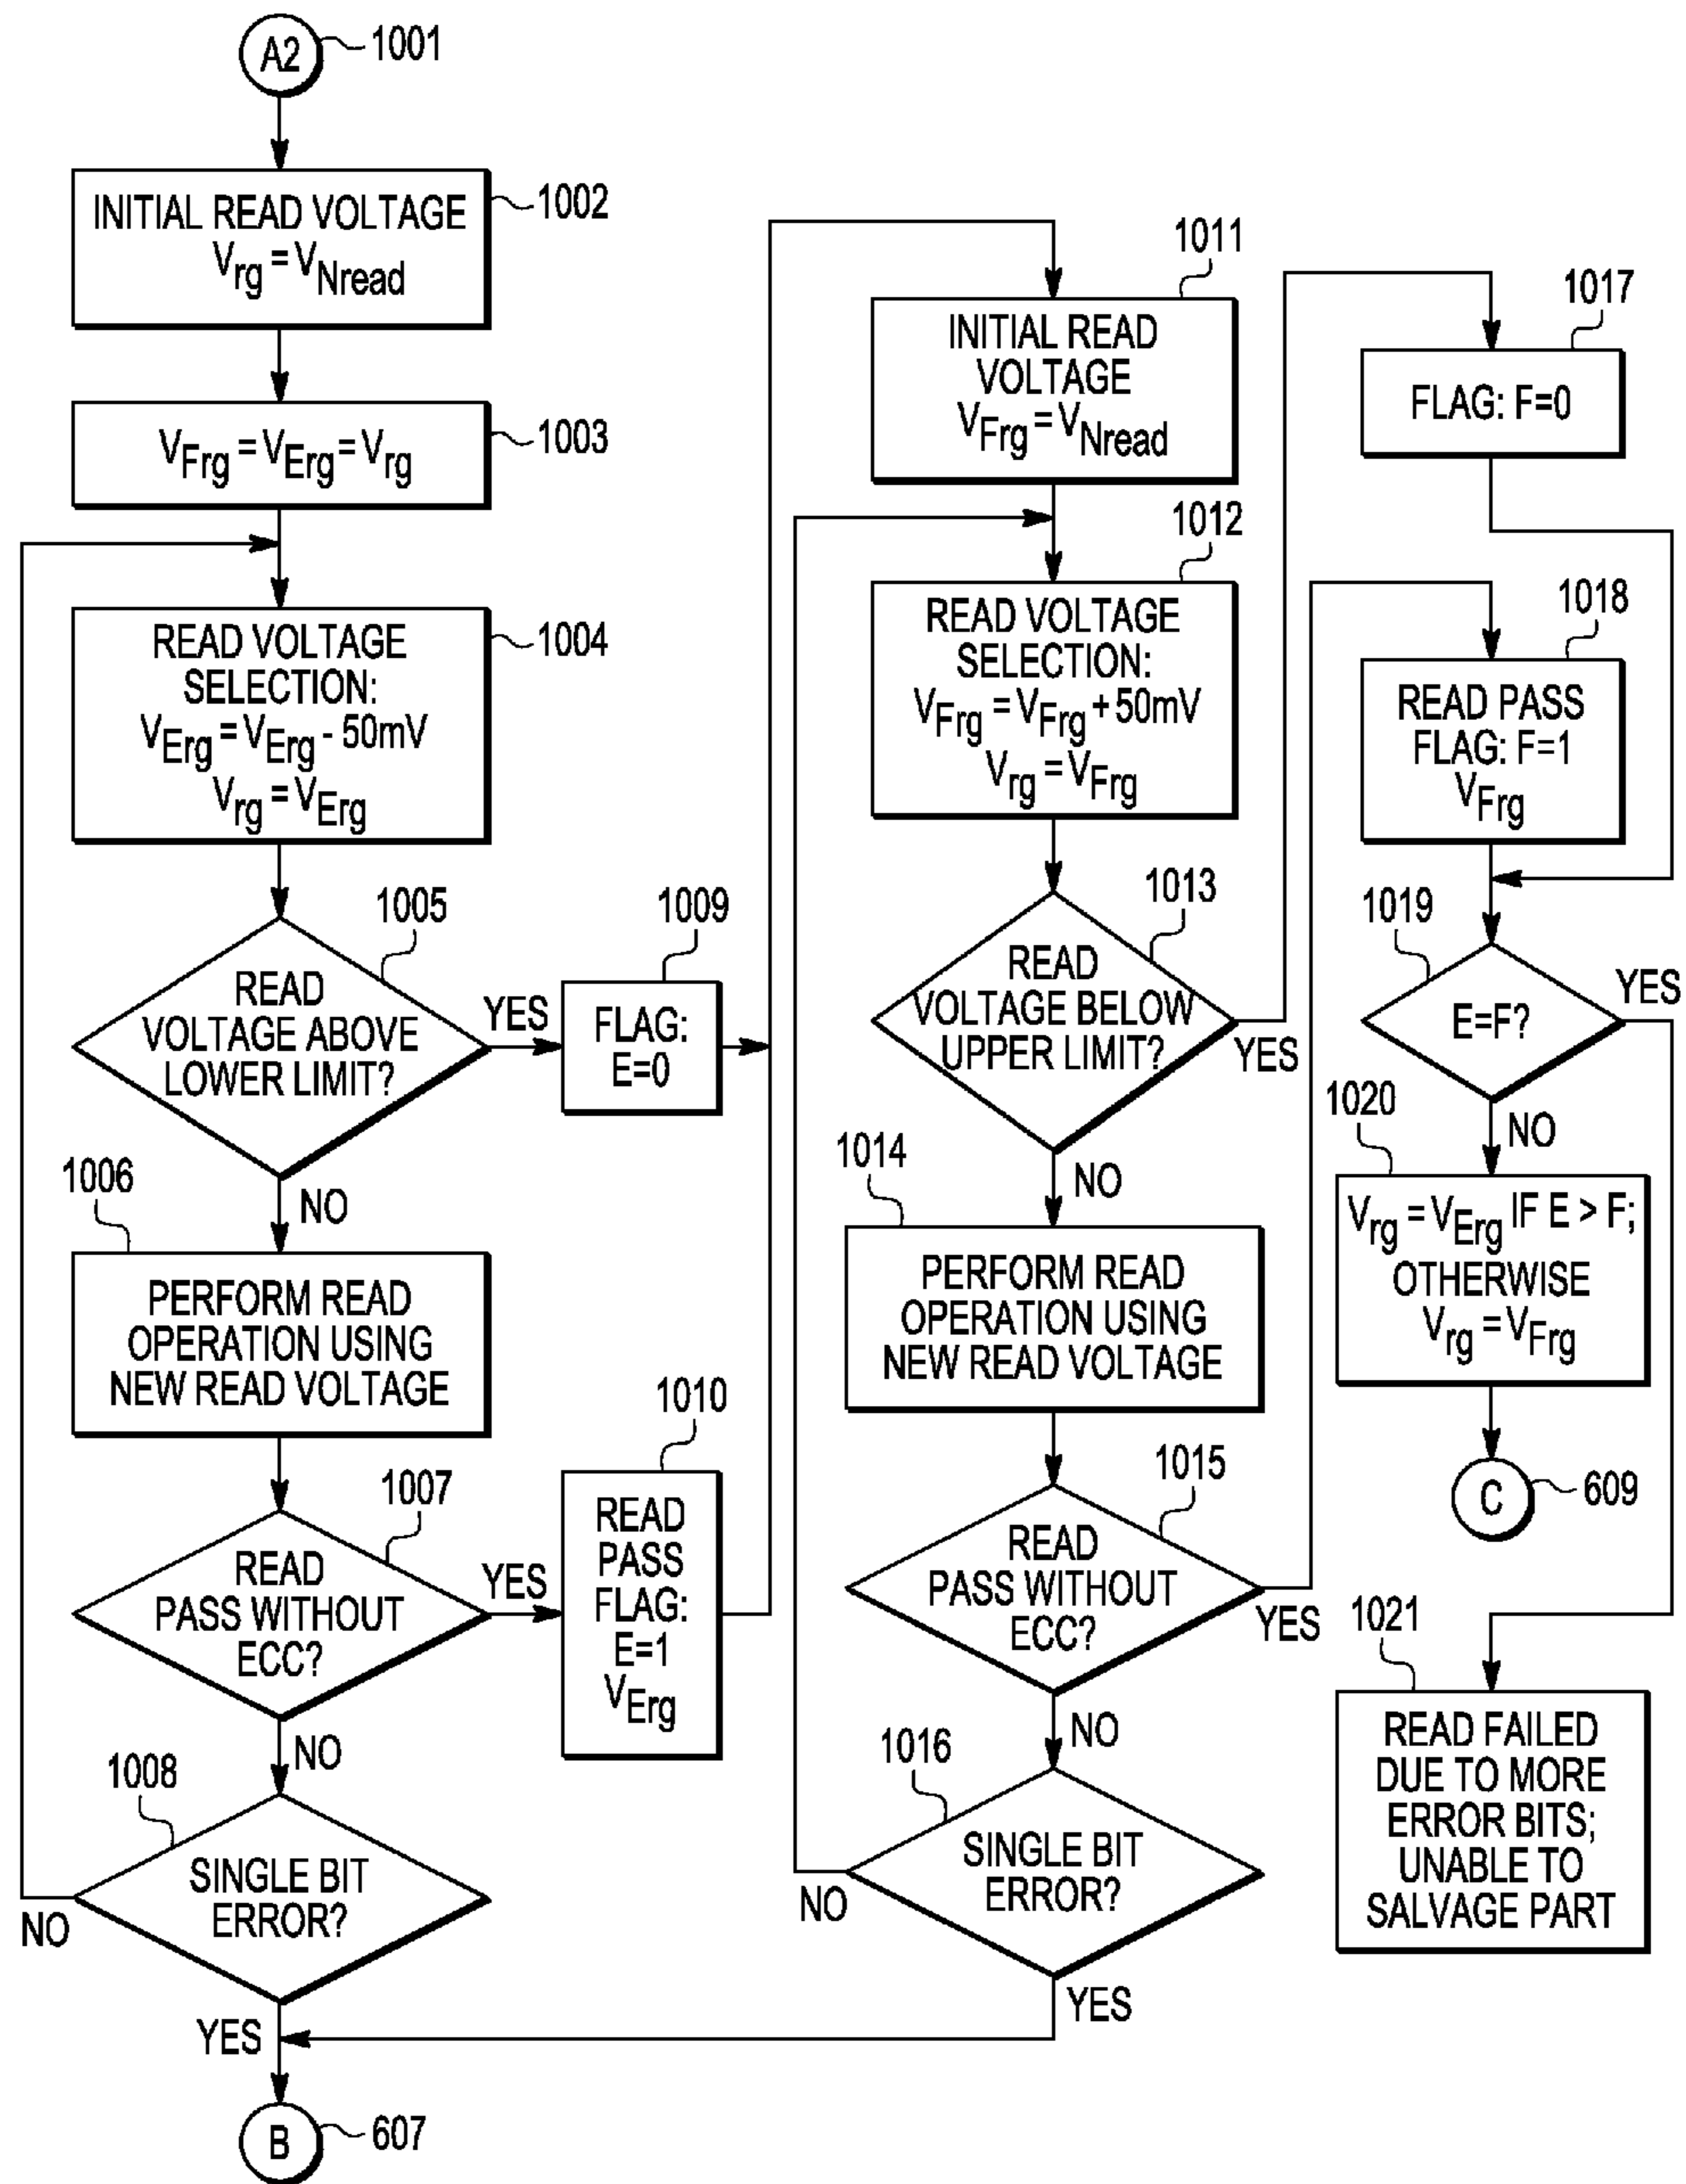 A2
1001
INITIAL READ VOLTAGE
Vrg = VNread
1002
VFrg = VErg = Vrg
1003
READ VOLTAGE
SELECTION:
VErg = VErg - 50mV
Vrg = VErg
1004
READ
VOLTAGE ABOVE
LOWER LIMIT?
1005
YES
NO
FLAG:
E=0
1009
1006
PERFORM READ
OPERATION USING
NEW READ VOLTAGE
1007
READ
PASS WITHOUT
ECC?
YES
NO
1010
READ
PASS
FLAG:
E=1
VErg
1008
SINGLE BIT
ERROR?
NO
YES
B
607
1011
INITIAL READ
VOLTAGE
VFrg = VNread
1012
READ VOLTAGE
SELECTION:
VFrg = VFrg + 50mV
Vrg = VFrg
1013
READ
VOLTAGE BELOW
UPPER LIMIT?
YES
NO
1014
PERFORM READ
OPERATION USING
NEW READ VOLTAGE
1015
READ
PASS WITHOUT
ECC?
YES
NO
1016
SINGLE BIT
ERROR?
NO
YES
1017
FLAG: F=0
1018
READ PASS
FLAG: F=1
VFrg
1019
E=F?
YES
NO
1020
Vrg = VErg IF E > F;
OTHERWISE
Vrg = VFrg
C
609
1021
READ FAILED
DUE TO MORE
ERROR BITS;
UNABLE TO
SALVAGE PART